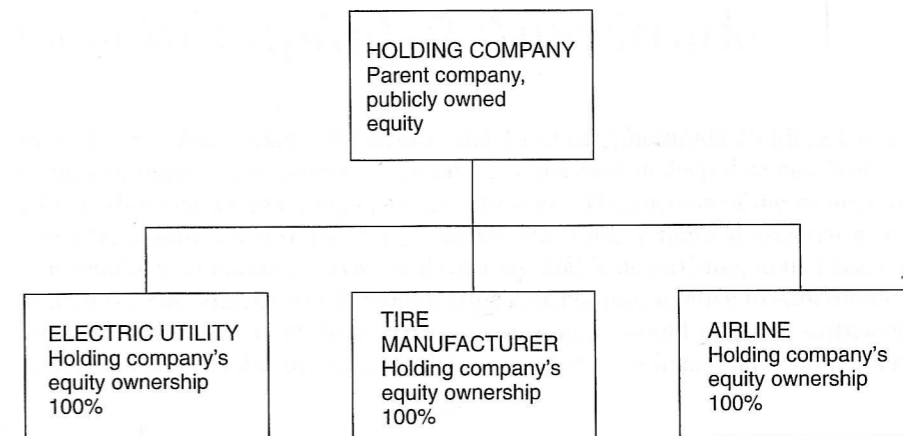 HOLDING COMPANY
Parent company,
publicly owned
equity
ELECTRIC UTILITY
Holding company's
equity ownership
100%
TIRE
MANUFACTURER
Holding company's
equity ownership
100%
AIRLINE
Holding company's
equity ownership
100%